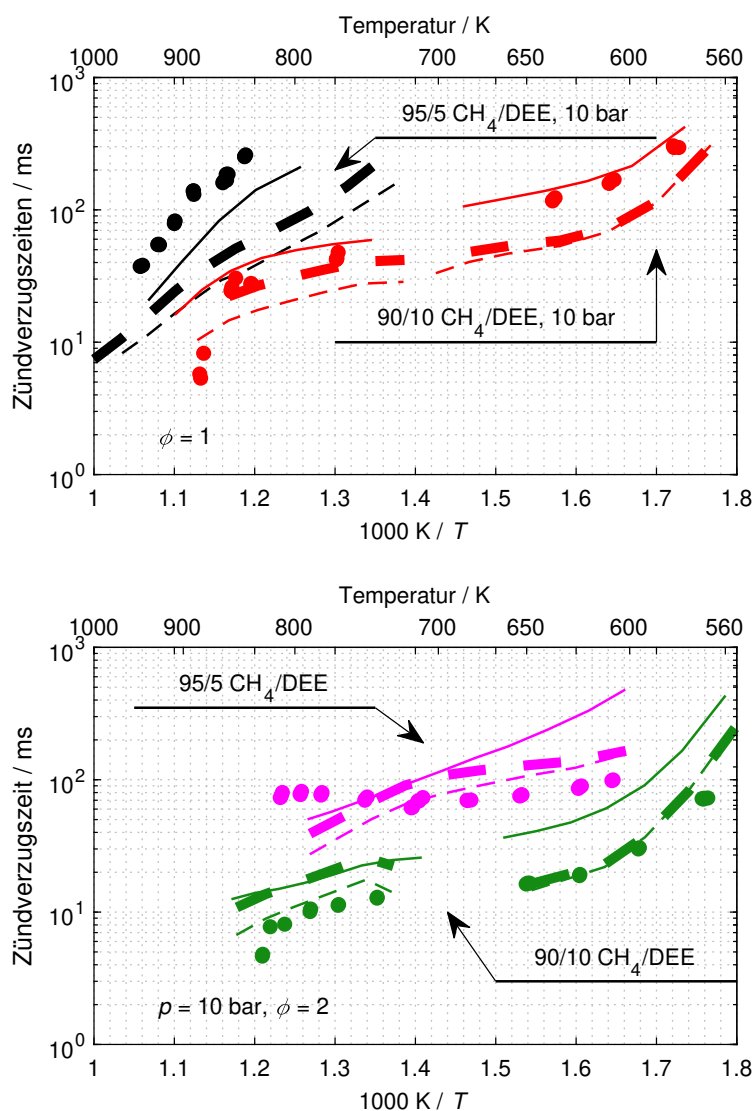 Temperatur / K
1000 900 800 700 650 600 560
10^3
95/5 CH_4/DEE, 10 bar
10^2
Zündverzugszeiten / ms
90/10 CH_4/DEE, 10 bar
10^1
ϕ = 1
10^0
1 1.1 1.2 1.3 1.4 1.5 1.6 1.7 1.8
1000 K / T
Temperatur / K
1000 900 800 700 650 600 560
10^3
95/5 CH_4/DEE
10^2
Zündverzugszeit / ms
10^1
90/10 CH_4/DEE
p = 10 bar, ϕ = 2
10^0
1 1.1 1.2 1.3 1.4 1.5 1.6 1.7 1.8
1000 K / T